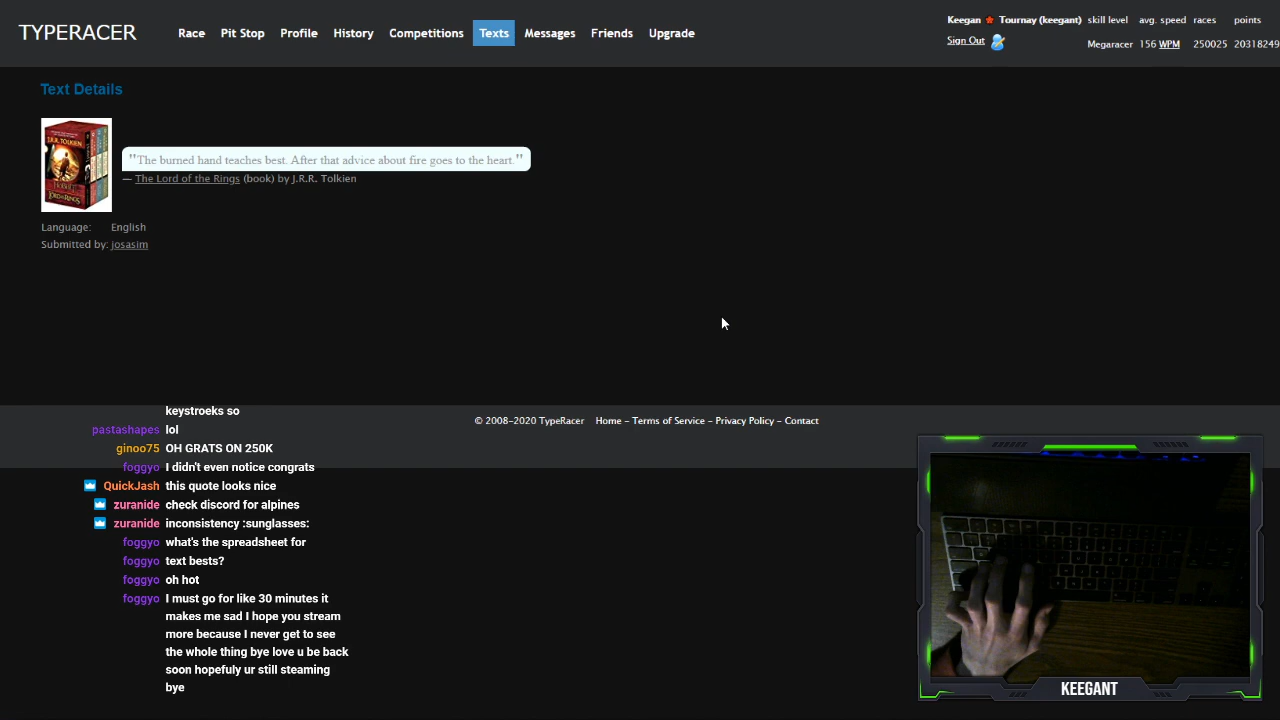 TYPERACER
Race Pit Stop Profile History Competitions Texts Messages Friends Upgrade
Keegan Tournay (keegant) skill level avg. speed races points
Sign Out Megaracer 156 WPM 250025 20318249
Text Details
"The burned hand teaches best. After that advice about fire goes to the heart."
— The Lord of the Rings (book) by J.R.R. Tolkien
Language: English
Submitted by: josasim
keystroeks so
© 2008–2020 TypeRacer Home – Terms of Service – Privacy Policy – Contact
pastashapes lol
ginoo75 OH GRATS ON 250K
foggyo I didn't even notice congrats
QuickJash this quote looks nice
zuranide check discord for alpines
zuranide inconsistency :sunglasses:
foggyo what's the spreadsheet for
foggyo text bests?
foggyo oh hot
foggyo I must go for like 30 minutes it
makes me sad I hope you stream
more because I never get to see
the whole thing bye love u be back
soon hopefuly ur still steaming
bye
KEEGANT